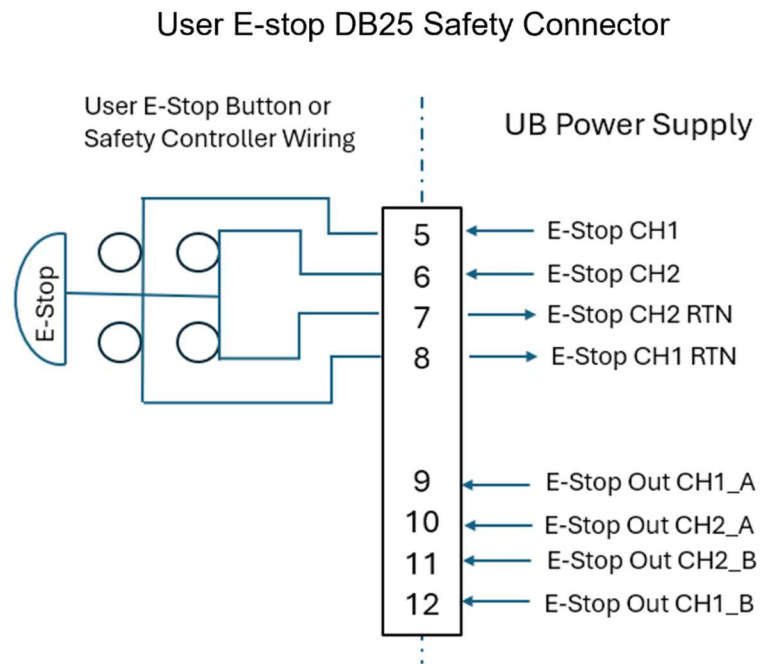 User E-stop DB25 Safety Connector
User E-Stop Button or
Safety Controller Wiring
UB Power Supply
E-Stop
5 E-Stop CH1
6 E-Stop CH2
7 E-Stop CH2 RTN
8 E-Stop CH1 RTN
9 E-Stop Out CH1_A
10 E-Stop Out CH2_A
11 E-Stop Out CH2_B
12 E-Stop Out CH1_B